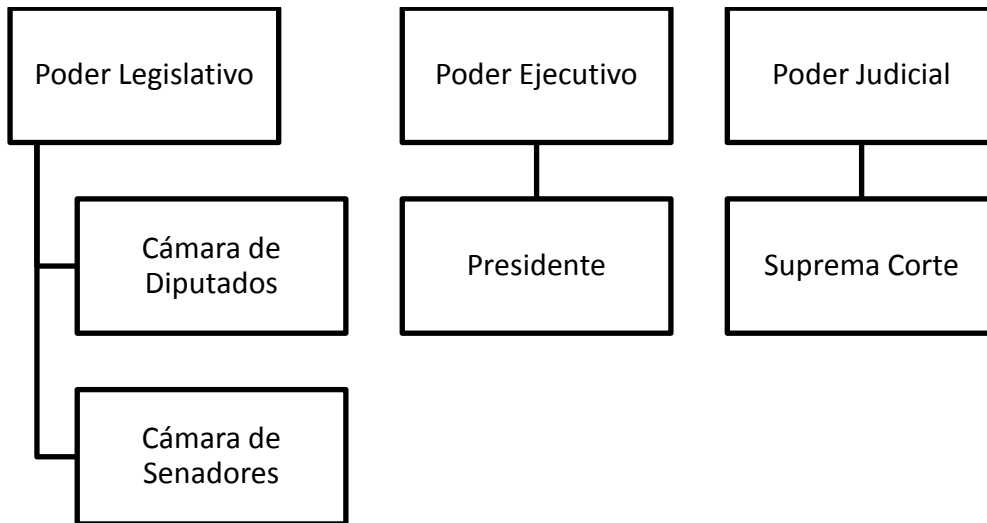 Poder Legislativo
Poder Ejecutivo
Poder Judicial
Cámara de
Diputados
Presidente
Suprema Corte
Cámara de
Senadores